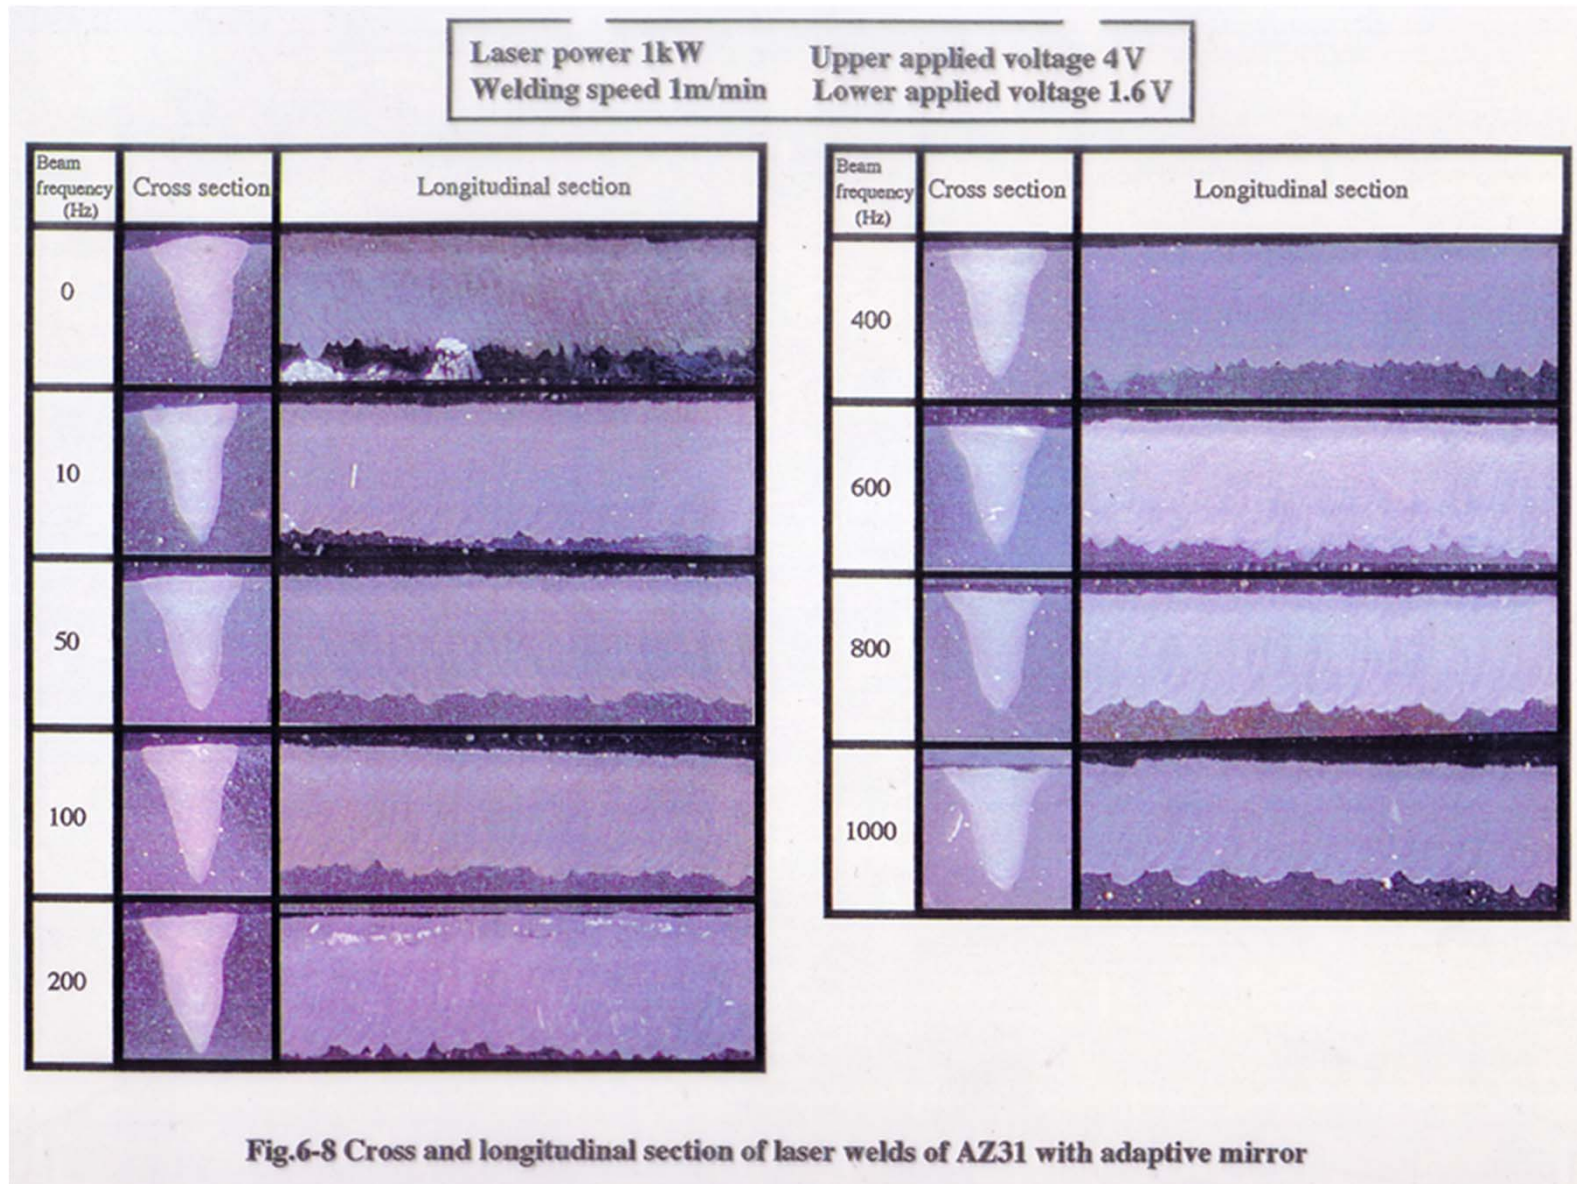 Laser power 1kW Upper applied voltage 4 V
Welding speed 1m/min Lower applied voltage 1.6 V
Beam
frequency
(Hz)
Cross section
Longitudinal section
0
10
50
100
200
Beam
frequency
(Hz)
Cross section
Longitudinal section
400
600
800
1000
Fig.6-8 Cross and longitudinal section of laser welds of AZ31 with adaptive mirror